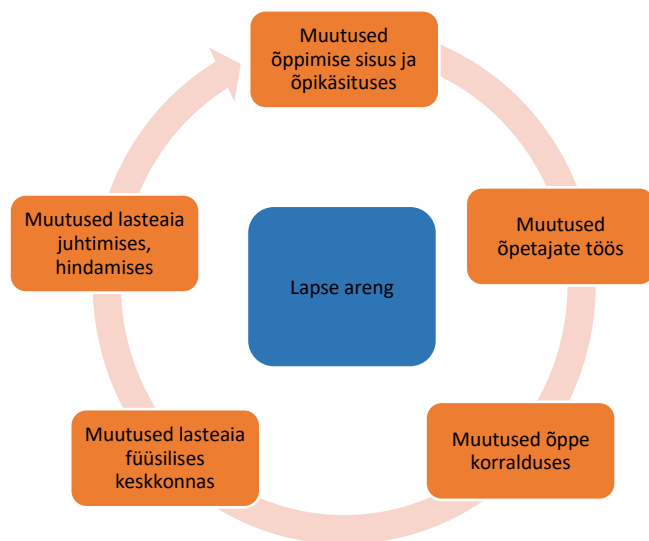 Muutused
õppimise sisus ja
õpikäsituses
Muutused
õpetajate töös
Muutused õppe
korralduses
Muutused lasteaia
füüsilises
keskkonnas
Muutused lasteaia
juhtimises,
hindamises
Lapse areng